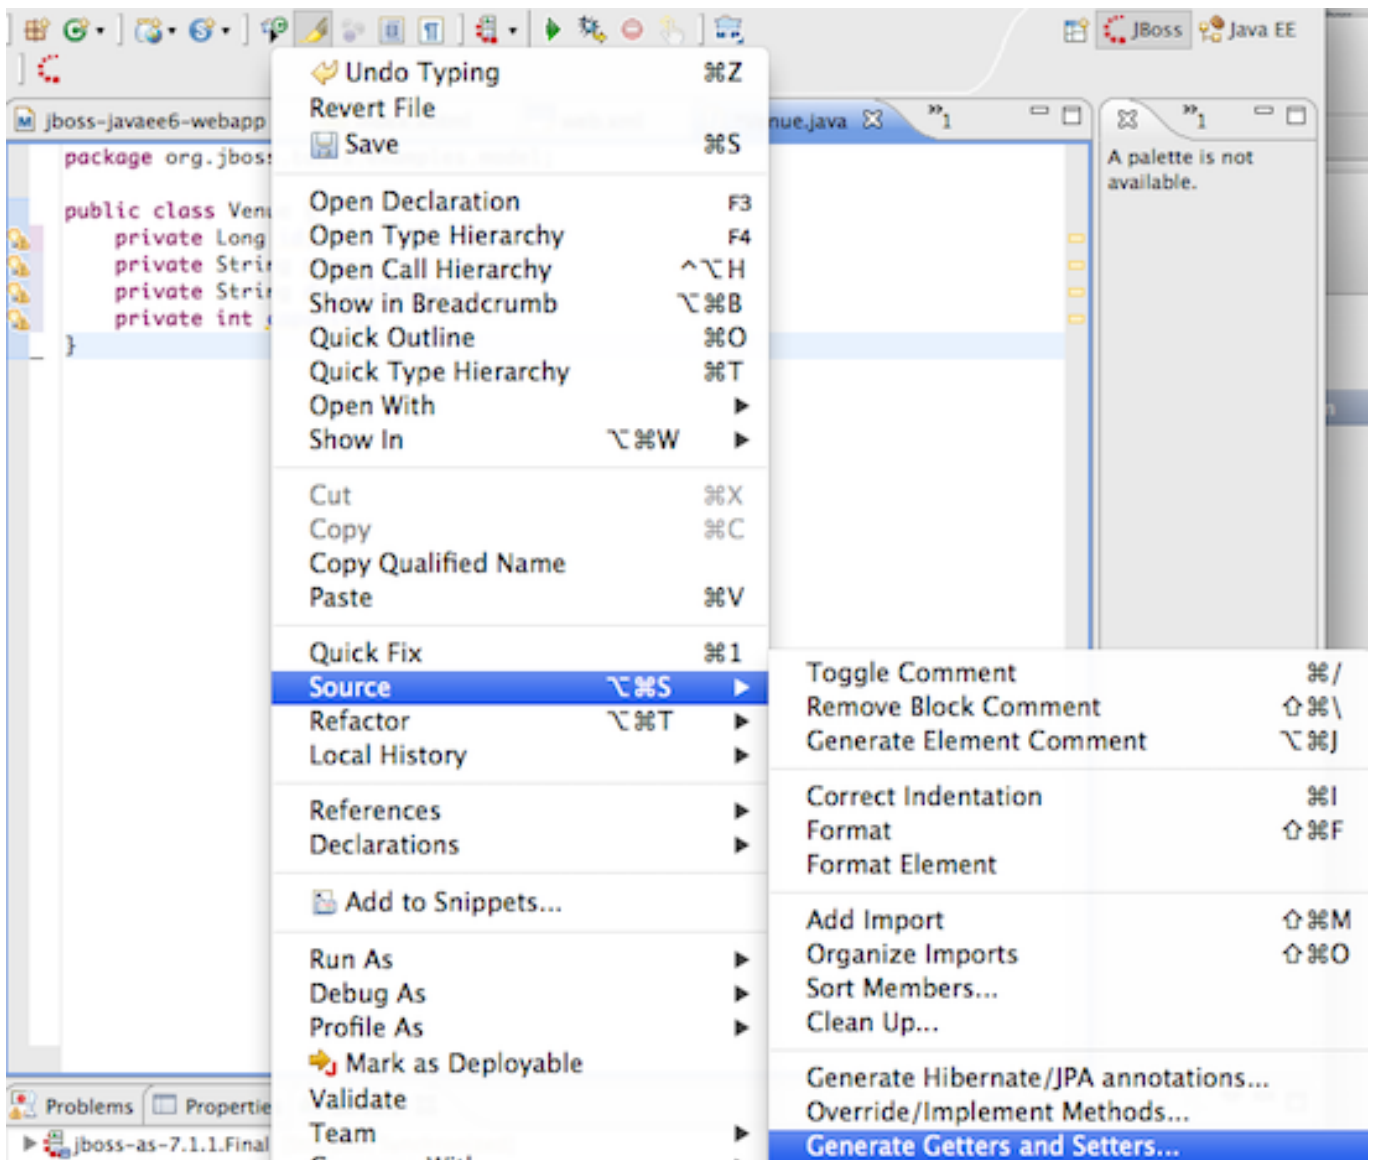 JBoss Java EE
jboss-javaee6-webapp
nue.java
»1
»1
A palette is not
available.
package org.jboss
public class Venu
private Long
private Strin
private Strin
private int
}
Undo Typing ⌘Z
Revert File
Save ⌘S
Open Declaration F3
Open Type Hierarchy F4
Open Call Hierarchy ^⌥H
Show in Breadcrumb ⌥⌘B
Quick Outline ⌘O
Quick Type Hierarchy ⌘T
Open With
Show In ⌥⌘W
Cut ⌘X
Copy ⌘C
Copy Qualified Name
Paste ⌘V
Quick Fix ⌘1
Source ⌥⌘S
Refactor ⌥⌘T
Local History
References
Declarations
Add to Snippets...
Run As
Debug As
Profile As
Mark as Deployable
Validate
Team
Toggle Comment ⌘/
Remove Block Comment ⇧⌘\
Generate Element Comment ⌥⌘J
Correct Indentation ⌘I
Format ⇧⌘F
Format Element
Add Import ⇧⌘M
Organize Imports ⇧⌘O
Sort Members...
Clean Up...
Generate Hibernate/JPA annotations...
Override/Implement Methods...
Generate Getters and Setters...
Problems Propertie
jboss-as-7.1.1.Final